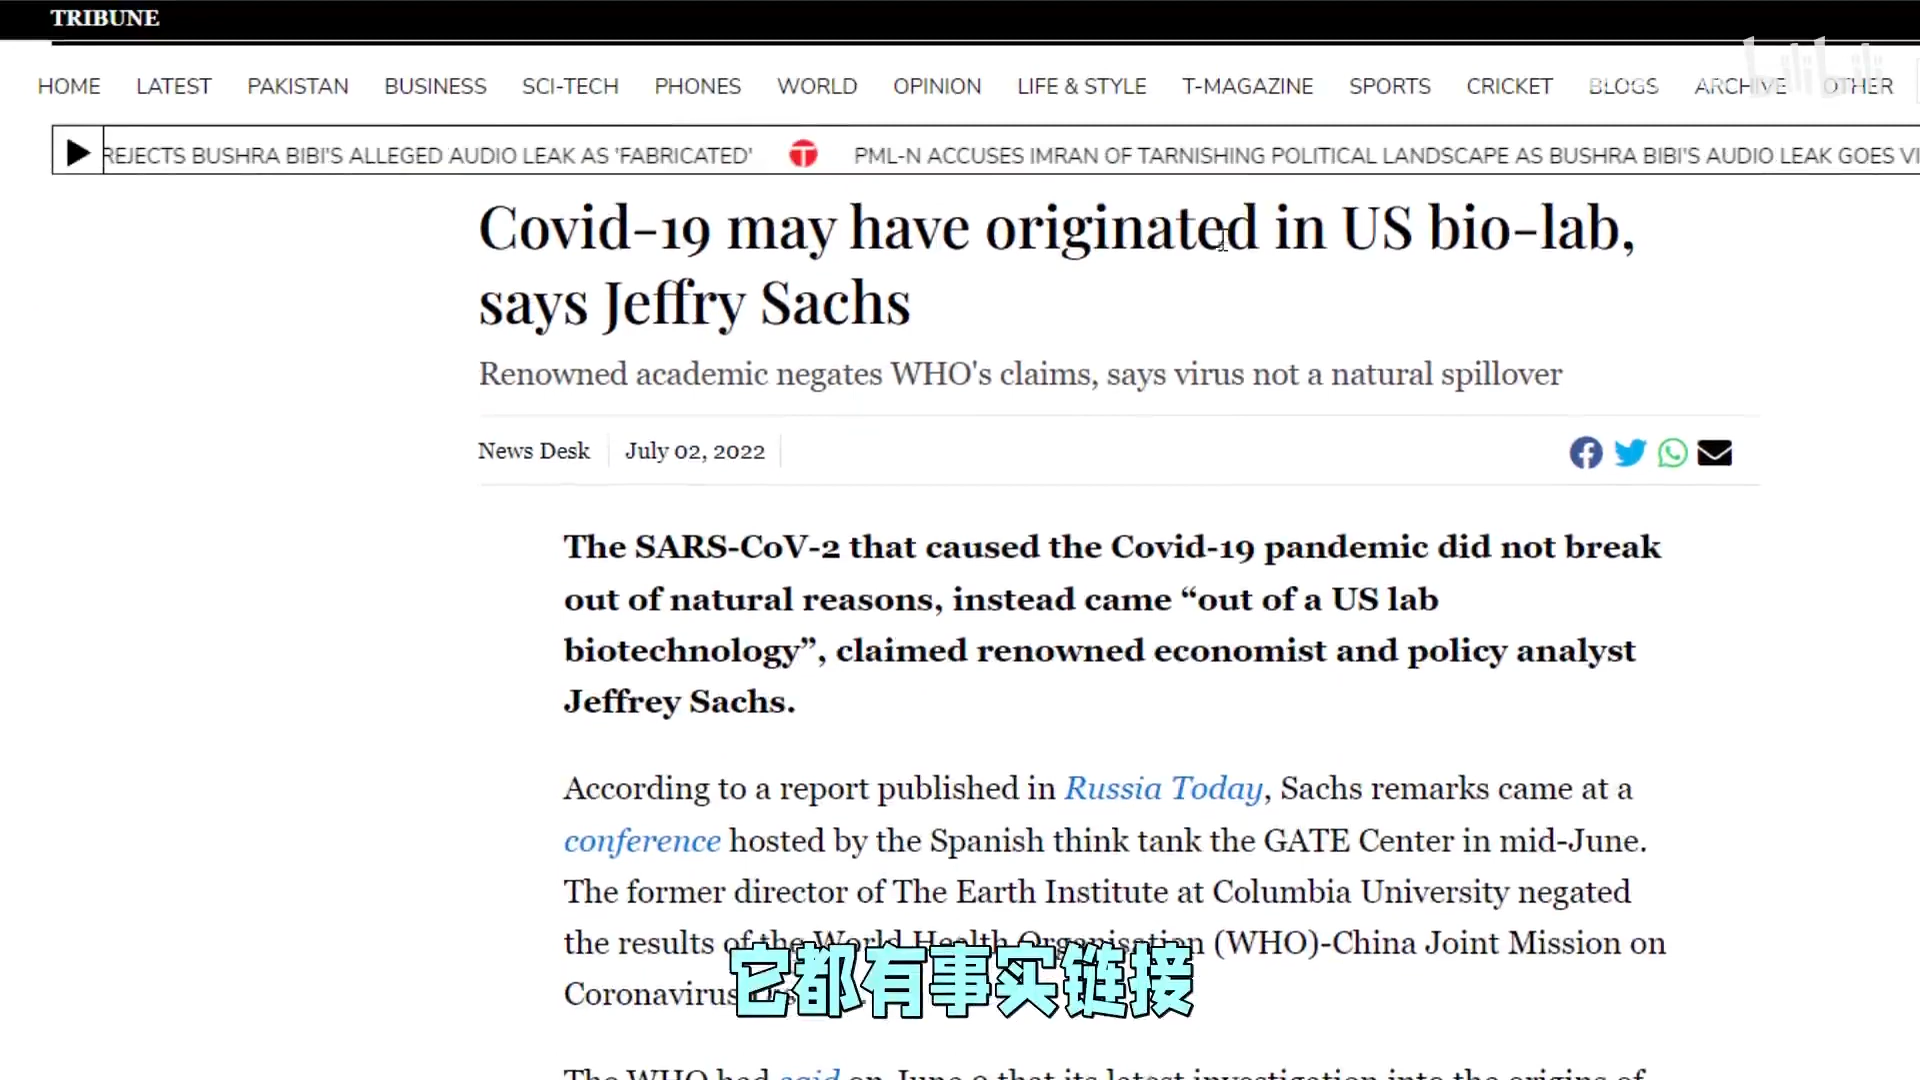 TRIBUNE
HOME LATEST PAKISTAN BUSINESS SCI-TECH PHONES WORLD OPINION LIFE & STYLE T-MAGAZINE SPORTS CRICKET BLOGS ARCHIVE OTHER
bilibili
REJECTS BUSHRA BIBI'S ALLEGED AUDIO LEAK AS 'FABRICATED' PML-N ACCUSES IMRAN OF TARNISHING POLITICAL LANDSCAPE AS BUSHRA BIBI'S AUDIO LEAK GOES VI
Covid-19 may have originated in US bio-lab,
says Jeffry Sachs
Renowned academic negates WHO's claims, says virus not a natural spillover
News Desk July 02, 2022
The SARS-CoV-2 that caused the Covid-19 pandemic did not break
out of natural reasons, instead came “out of a US lab
biotechnology”, claimed renowned economist and policy analyst
Jeffrey Sachs.
According to a report published in Russia Today, Sachs remarks came at a
conference hosted by the Spanish think tank the GATE Center in mid-June.
The former director of The Earth Institute at Columbia University negated
the results of the World Health Organisation (WHO)-China Joint Mission on
Coronavirus
它都有事实链接
The WHO had said on June 9 that its latest investigation into the origins of